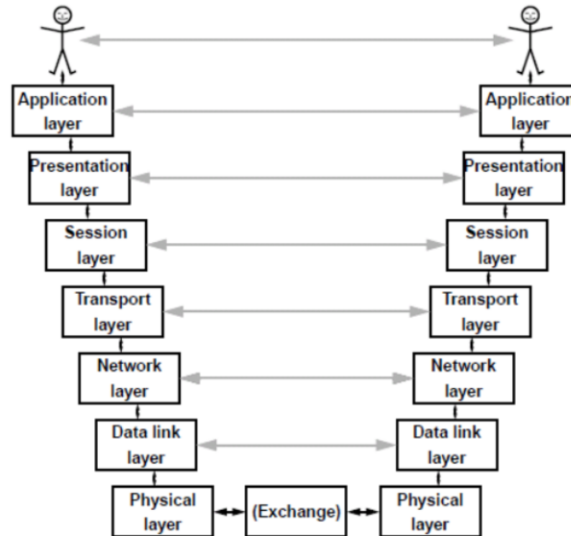 Application
layer
Application
layer
Presentation
layer
Presentation
layer
Session
layer
Session
layer
Transport
layer
Transport
layer
Network
layer
Network
layer
Data link
layer
Data link
layer
Physical
layer
(Exchange)
Physical
layer